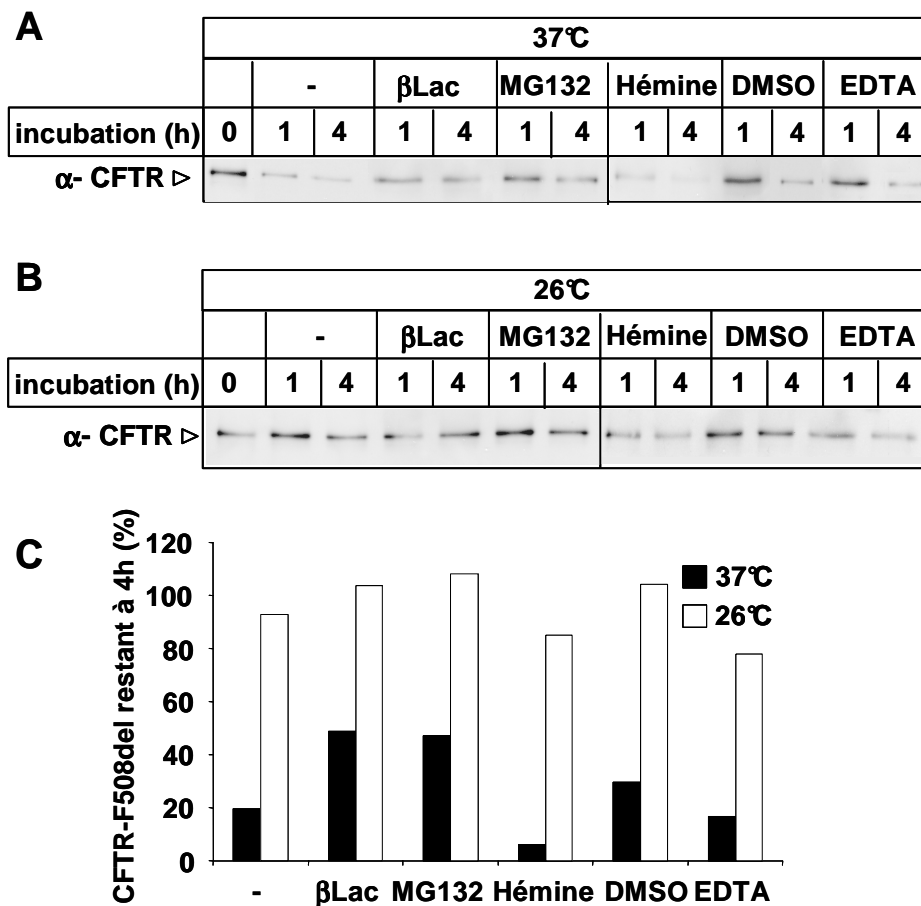 A
37°C
- βLac MG132 Hémine DMSO EDTA
incubation (h) 0 1 4 1 4 1 4 1 4 1 4 1 4
α- CFTR ▷
B
26°C
- βLac MG132 Hémine DMSO EDTA
incubation (h) 0 1 4 1 4 1 4 1 4 1 4 1 4
α- CFTR ▷
C
CFTR-F508del restant à 4h (%)
120
100
80
60
40
20
0
37°C
26°C
- βLac MG132 Hémine DMSO EDTA